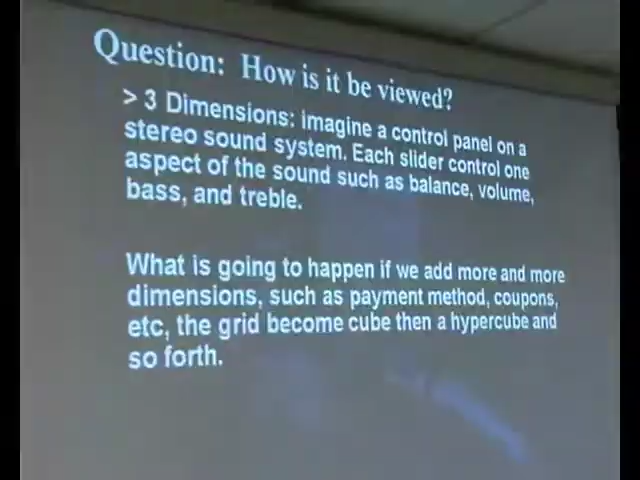 Question: How is it be viewed?
> 3 Dimensions: imagine a control panel on a
stereo sound system. Each slider control one
aspect of the sound such as balance, volume,
bass, and treble.
What is going to happen if we add more and more
dimensions, such as payment method, coupons,
etc, the grid become cube then a hypercube and
so forth.